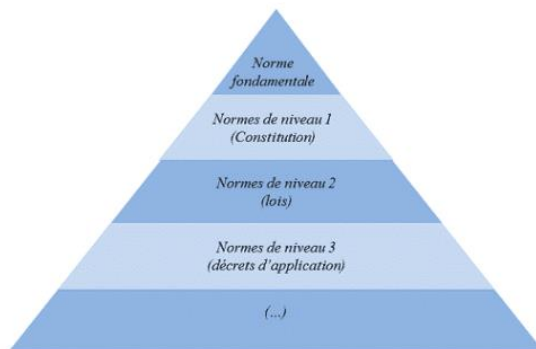 Norme
fondamentale
Normes de niveau 1
(Constitution)
Normes de niveau 2
(lois)
Normes de niveau 3
(décrets d'application)
(...)